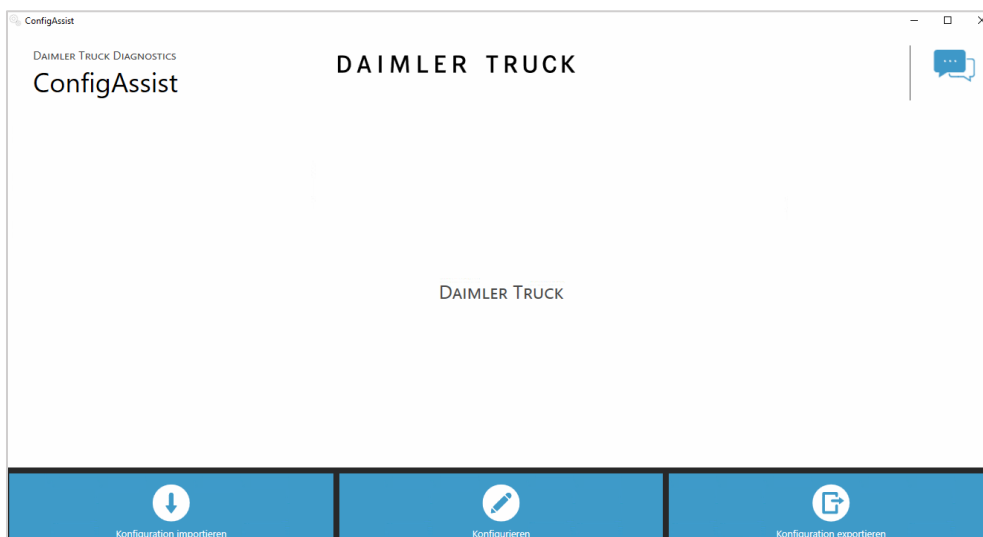 ConfigAssist
DAIMLER TRUCK DIAGNOSTICS
ConfigAssist
DAIMLER TRUCK
DAIMLER TRUCK
Konfiguration importieren
Konfigurieren
Konfiguration exportieren